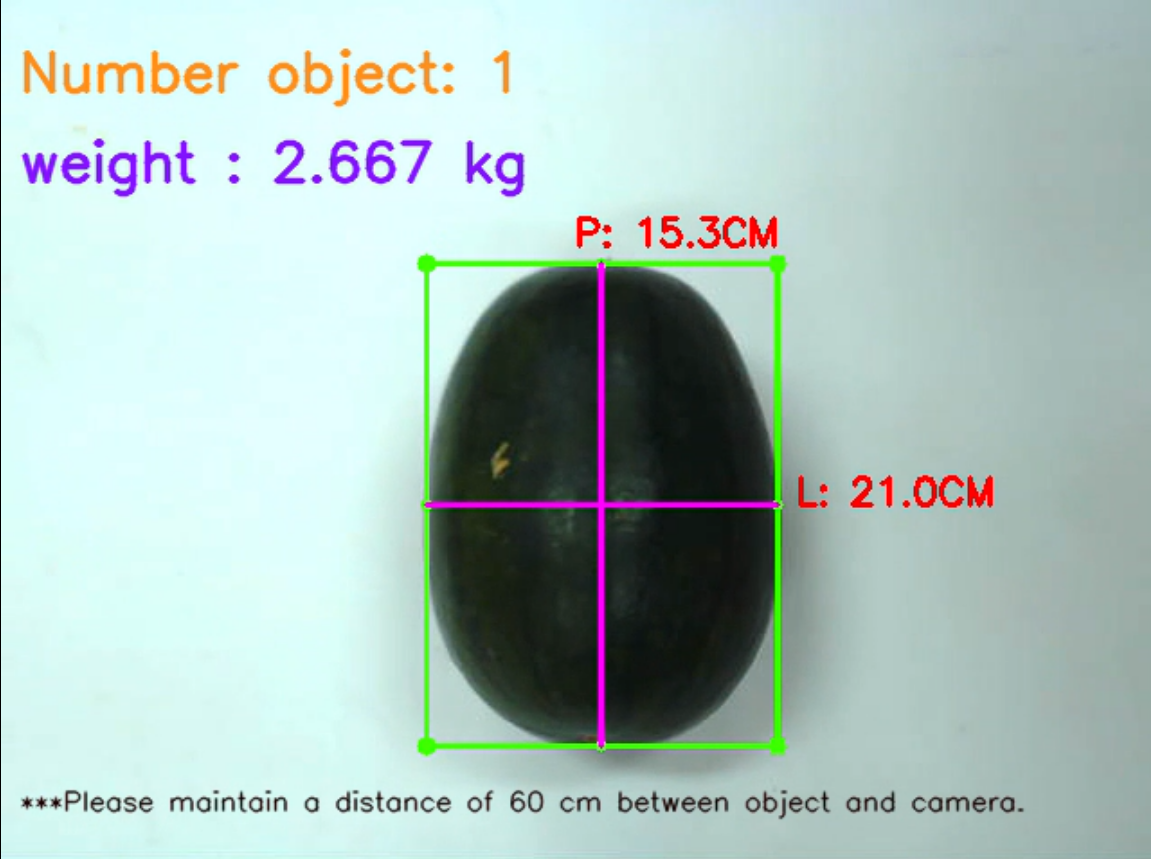 Number object: 1
weight : 2.667 kg
P: 15.3CM
L: 21.0CM
***Please maintain a distance of 60 cm between object and camera.